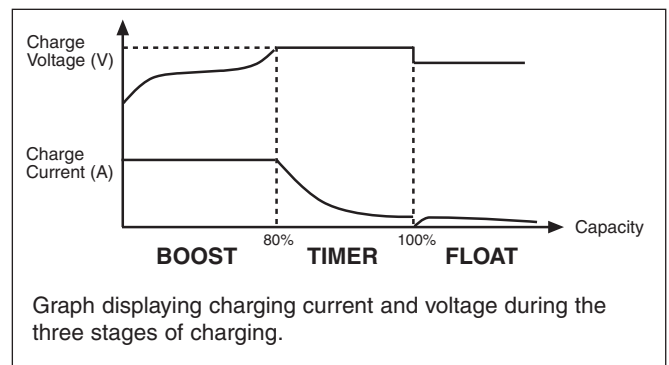 Charge
Voltage (V)
Charge
Current (A)
Capacity
80%
100%
BOOST
TIMER
FLOAT
Graph displaying charging current and voltage during the
three stages of charging.